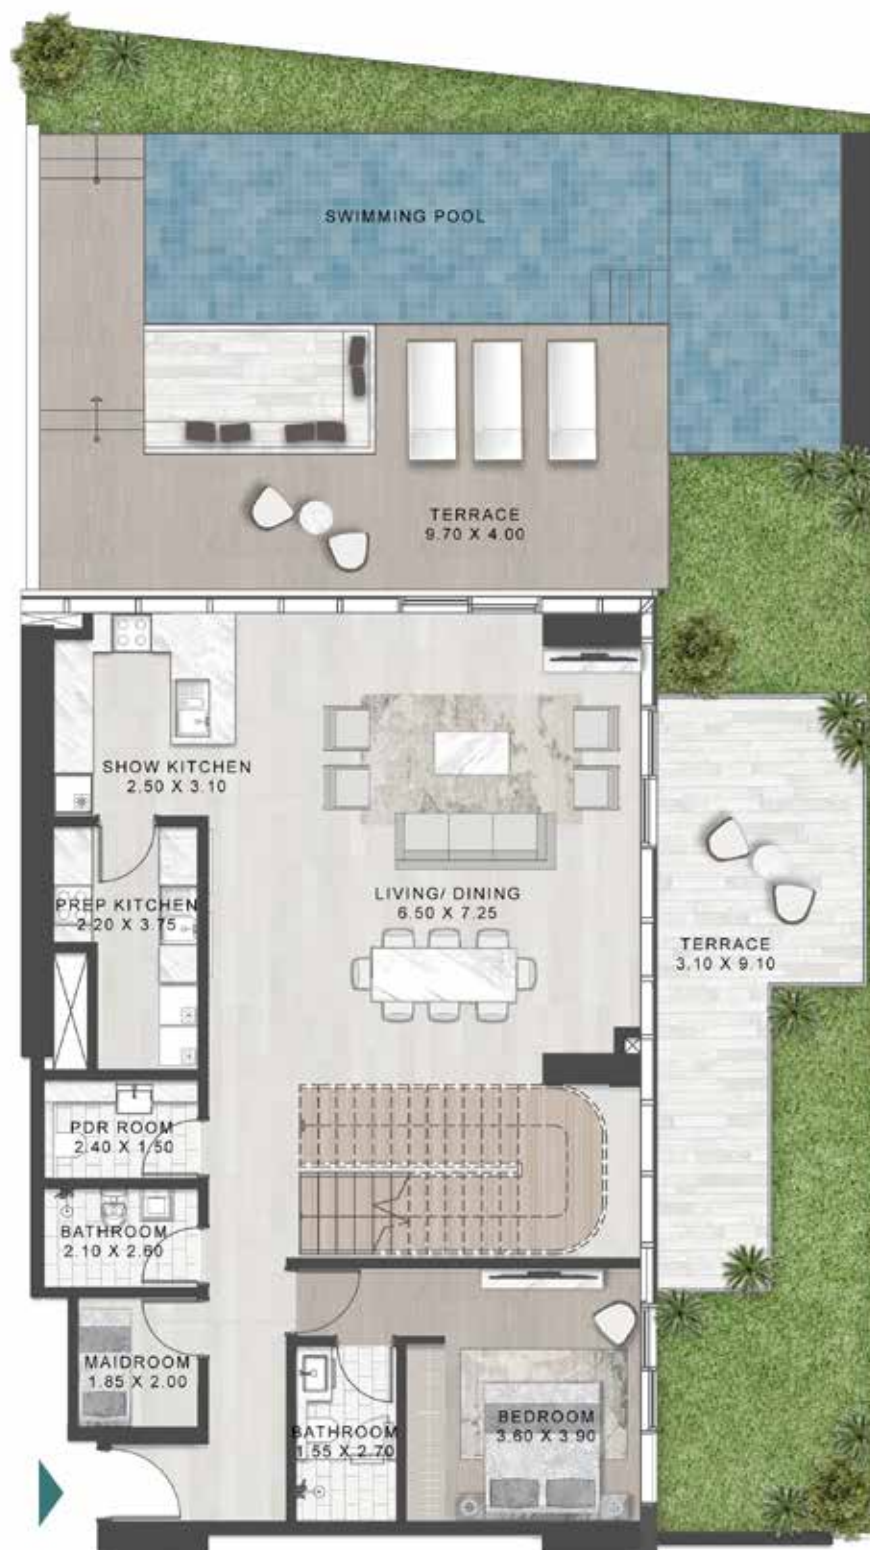 SWIMMING POOL
TERRACE
9.70 X 4.00
SHOW KITCHEN
2.50 X 3.10
PREP KITCHEN
2.20 X 3.75
LIVING/ DINING
6.50 X 7.25
TERRACE
3.10 X 9.10
PDR ROOM
2.40 X 1.50
BATHROOM
2.10 X 2.60
MAIDROOM
1.85 X 2.00
BATHROOM
1.55 X 2.70
BEDROOM
3.60 X 3.90